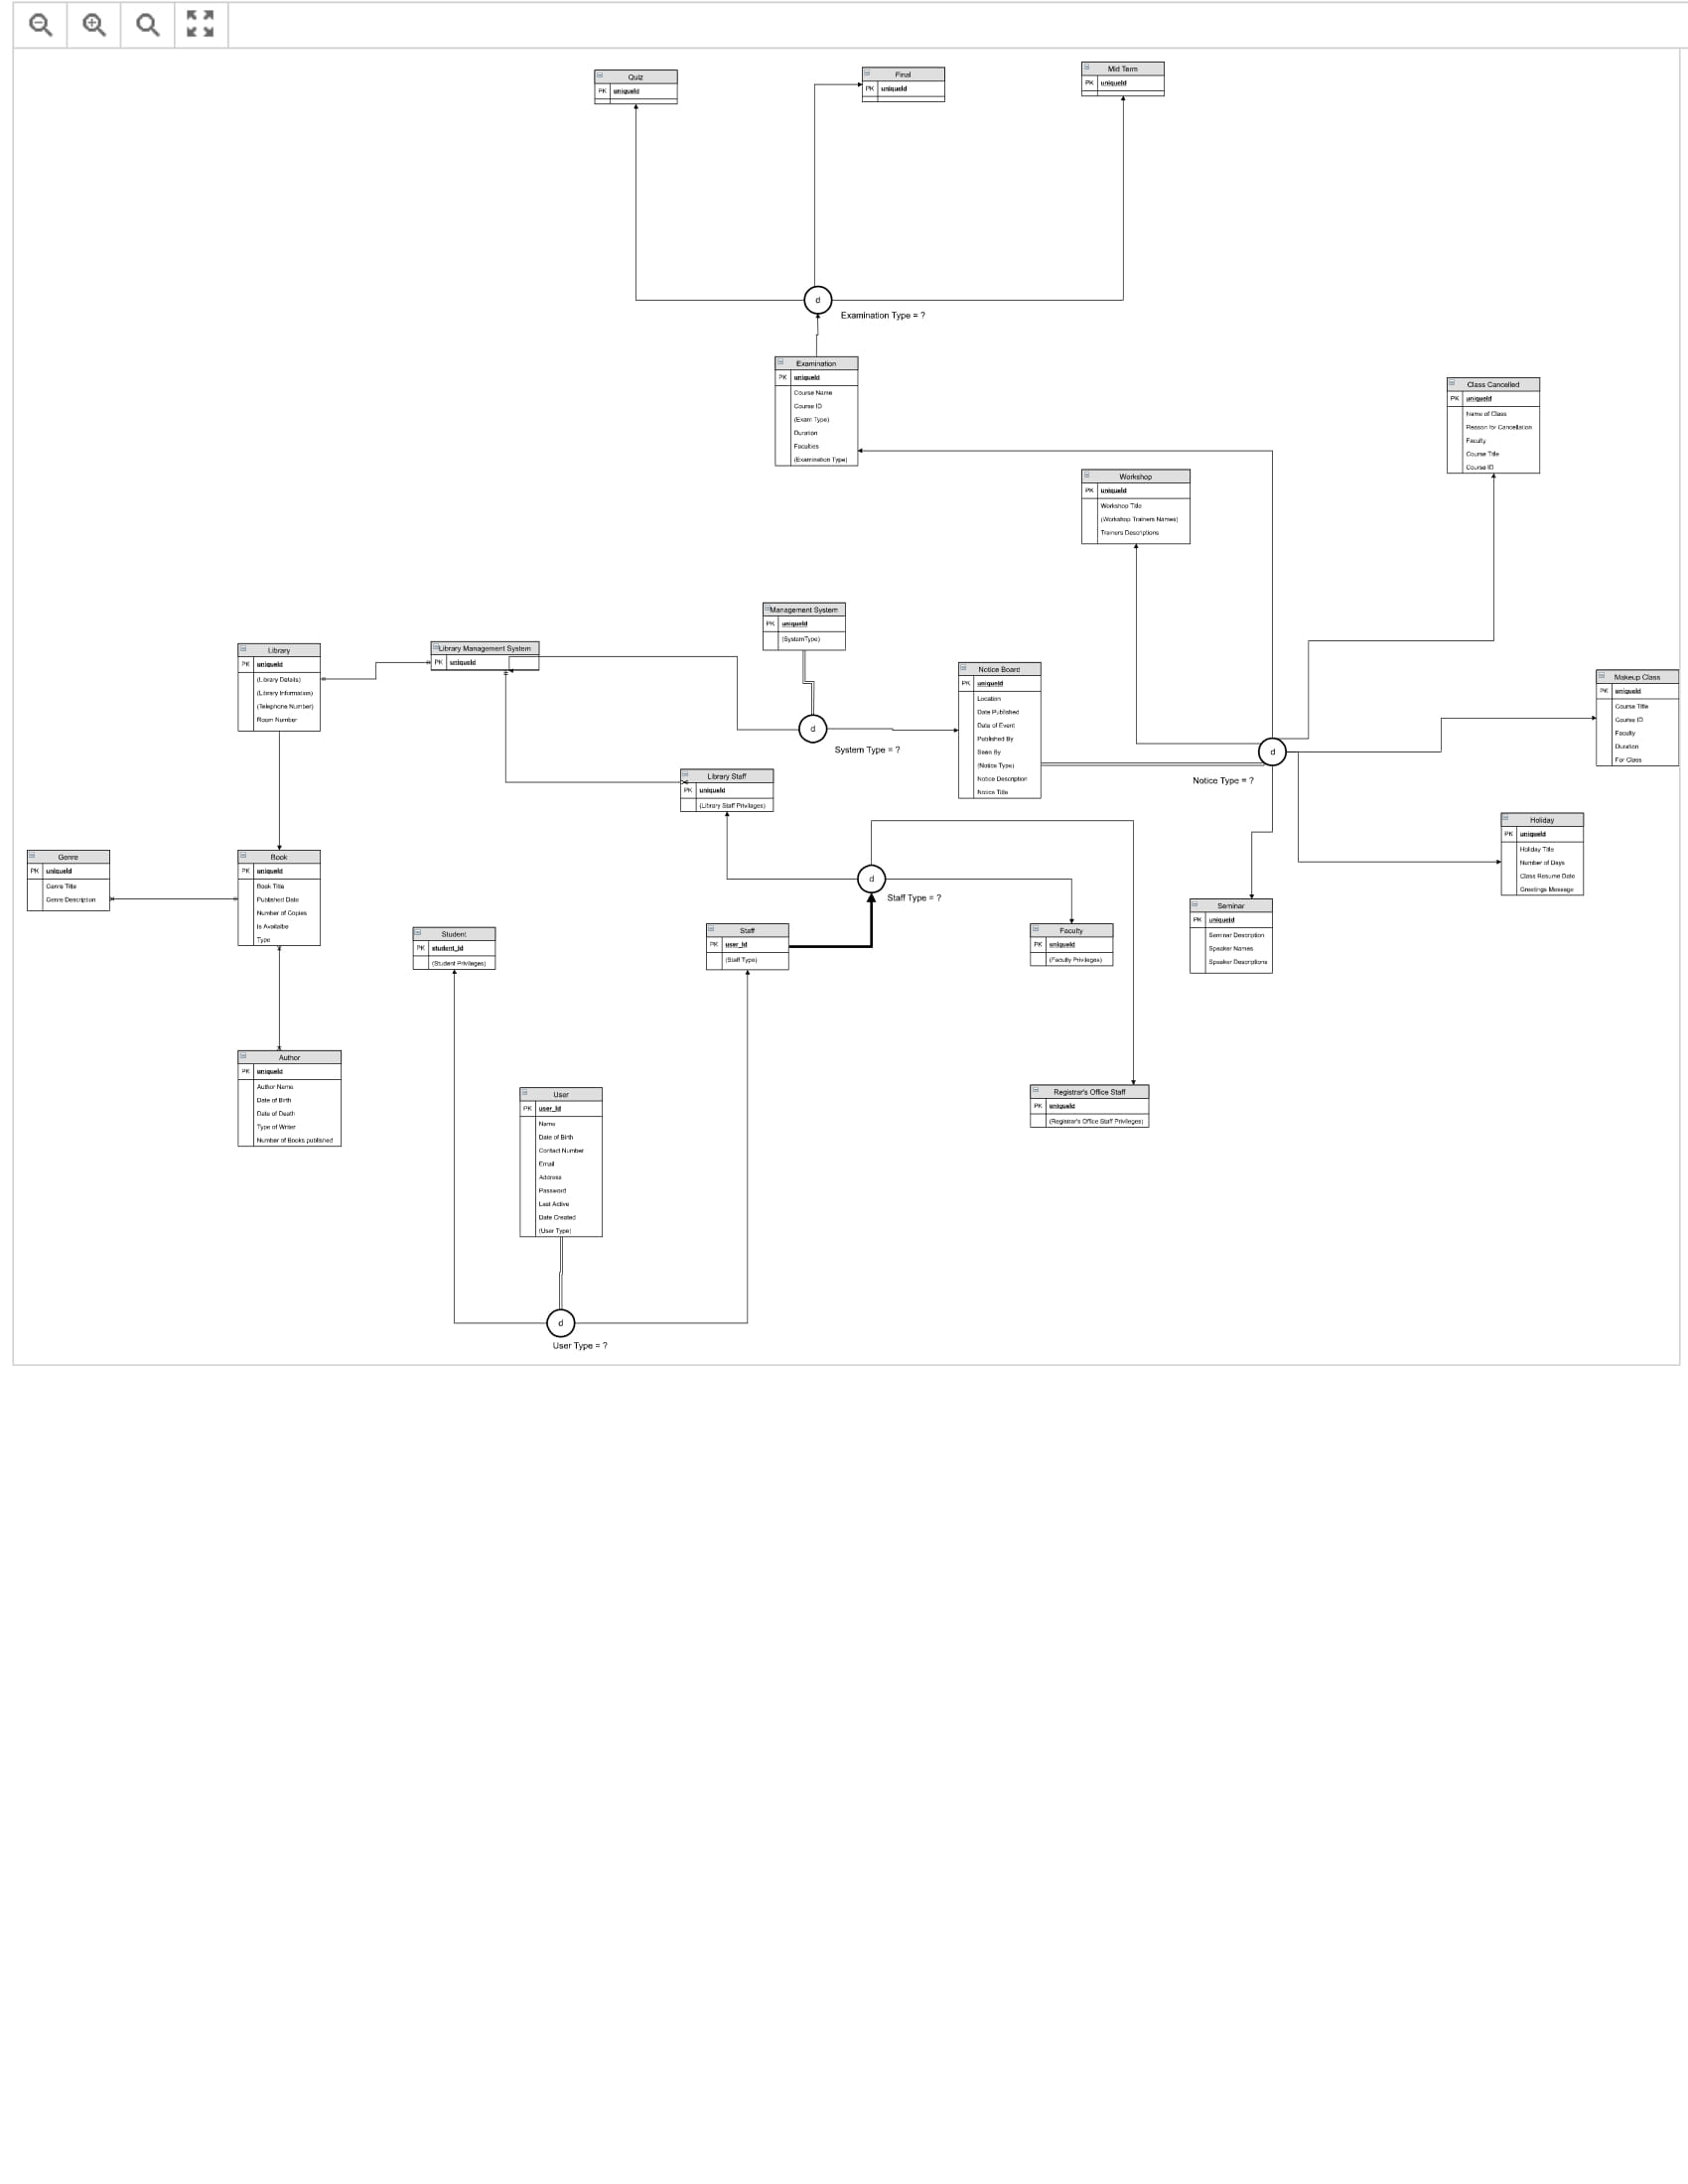 Quiz
PK uniqueId
Final
PK uniqueId
Mid Term
PK uniqueId
d
Examination Type = ?
Examination
PK uniqueId
Course Name
Course ID
(Exam Type)
Duration
Faculties
(Examination Type)
Class Cancelled
PK uniqueId
Name of Class
Reason for Cancellation
Faculty
Course Title
Course ID
Workshop
PK uniqueId
Workshop Title
(Workshop Trainers Names)
Trainers Descriptions
Management System
PK uniqueId
(SystemType)
Library
PK uniqueId
(Library Details)
(Library Information)
(Telephone Number)
Room Number
Library Management System
PK uniqueId
d
System Type = ?
Notice Board
PK uniqueId
Location
Date Published
Date of Event
Published By
Seen By
(Notice Type)
Notice Description
Notice Title
d
Notice Type = ?
Makeup Class
PK uniqueId
Course Title
Course ID
Faculty
Duration
For Class
Library Staff
PK uniqueId
(Library Staff Privileges)
Holiday
PK uniqueId
Holiday Title
Number of Days
Class Resume Date
Greetings Message
Genre
PK uniqueId
Genre Title
Genre Description
Book
PK uniqueId
Book Title
Published Date
Number of Copies
Is Availalbe
Type
d
Staff Type = ?
Seminar
PK uniqueId
Seminar Description
Speaker Names
Speaker Descriptions
Student
PK student_id
(Student Privileges)
Staff
PK user_id
(Staff Type)
Faculty
PK uniqueId
(Faculty Privileges)
Author
PK uniqueId
Author Name
Date of Birth
Date of Death
Type of Writer
Number of Books published
User
PK user_id
Name
Date of Birth
Contact Number
Email
Address
Password
Last Active
Date Created
(User Type)
Registrar's Office Staff
PK uniqueId
(Registrar's Office Staff Privileges)
d
User Type = ?